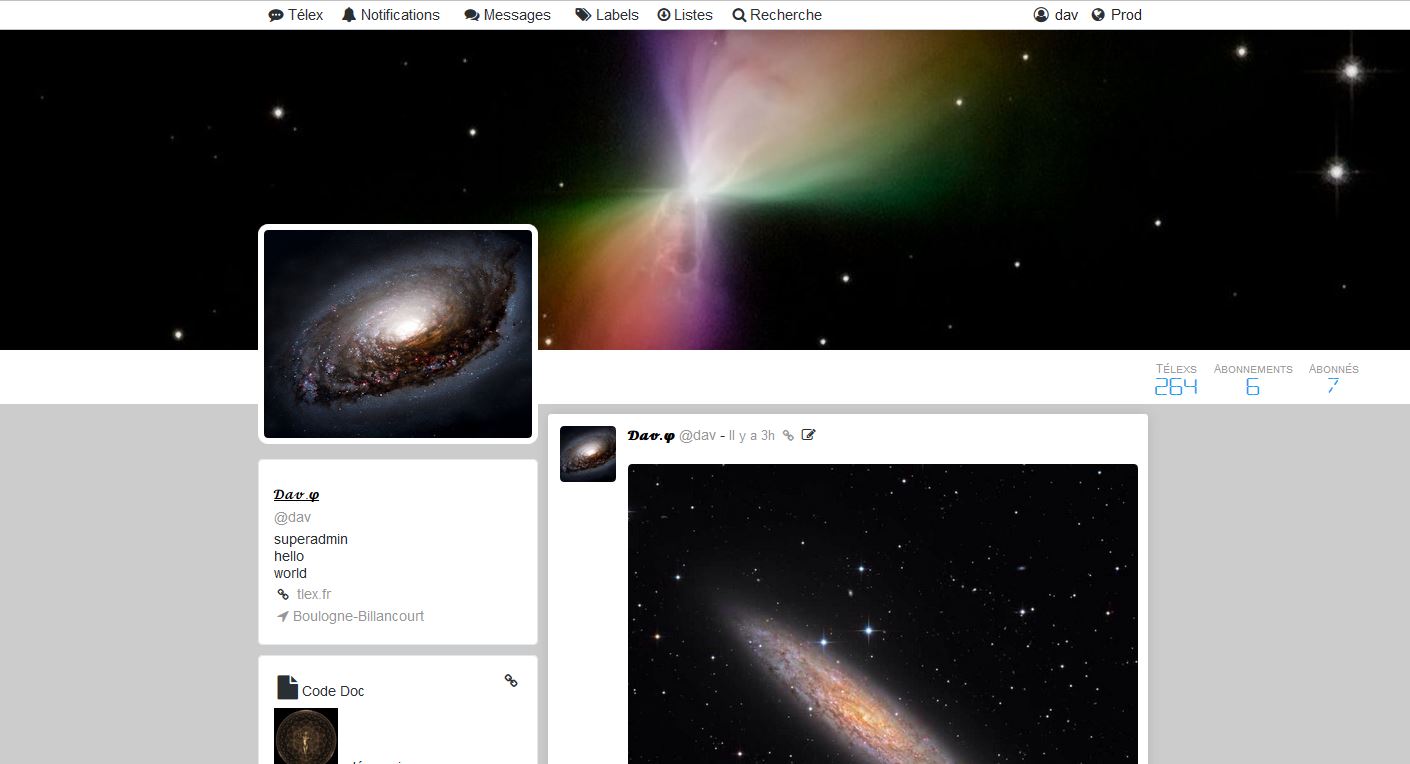 Télex Notifications Messages Labels Listes Recherche dav Prod
Télexs Abonnements Abonnés
264 6 7
Dav.φ @dav - Il y a 3h
Dav.φ
@dav
superadmin
hello
world
tlex.fr
Boulogne-Billancourt
Code Doc